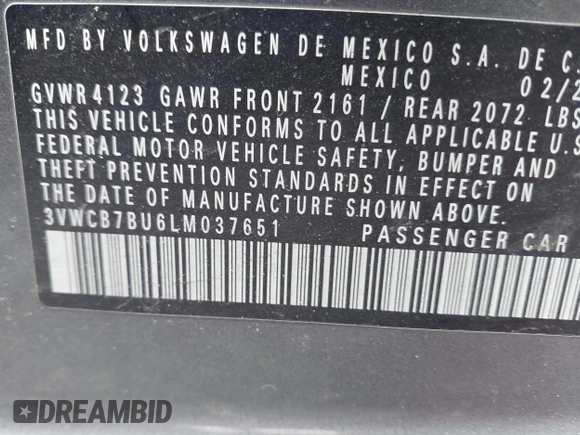 MFD BY VOLKSWAGEN DE MEXICO S.A. DE C.
MEXICO 02/2
GVWR 4123 GAWR FRONT 2161 / REAR 2072 LBS
THIS VEHICLE CONFORMS TO ALL APPLICABLE U.S
FEDERAL MOTOR VEHICLE SAFETY, BUMPER AND
THEFT PREVENTION STANDARDS IN EFFECT ON
THE DATE OF MANUFACTURE SHOWN ABOVE.
3VWCB7BU6LM037651 PASSENGER CAR
DREAMBID